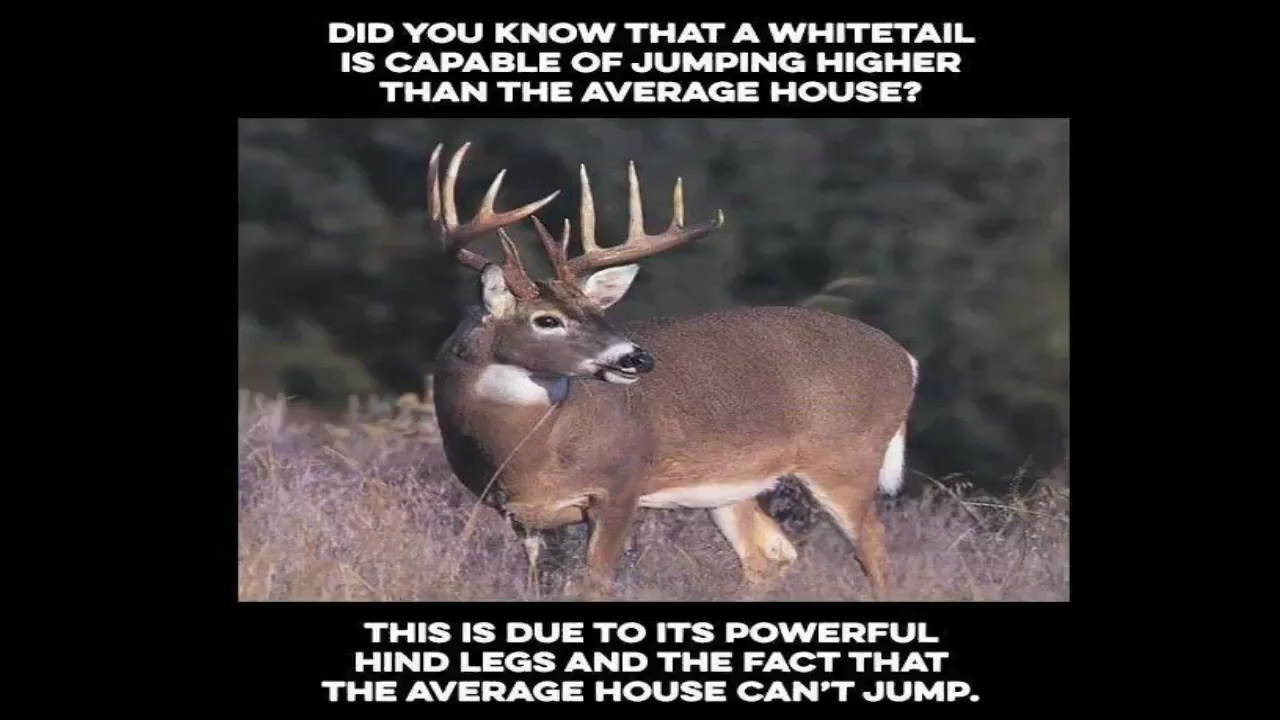 DID YOU KNOW THAT A WHITETAIL
IS CAPABLE OF JUMPING HIGHER
THAN THE AVERAGE HOUSE?
THIS IS DUE TO ITS POWERFUL
HIND LEGS AND THE FACT THAT
THE AVERAGE HOUSE CAN'T JUMP.